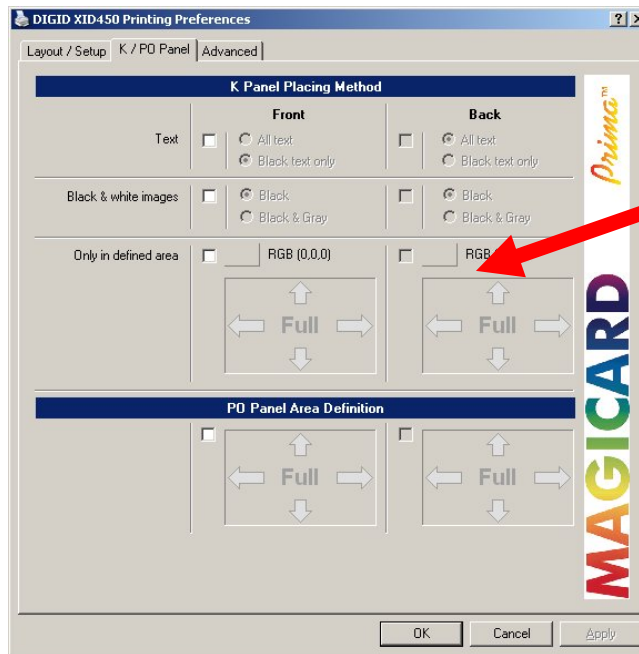 DIGID XID450 Printing Preferences
Layout / Setup K / PO Panel Advanced
K Panel Placing Method
Front Back
Text All text All text
Black text only Black text only
Black & white images Black Black
Black & Gray Black & Gray
Only in defined area RGB (0,0,0) RGB
Full Full
PO Panel Area Definition
Full Full
OK Cancel Apply
Prima™
MAGICARD